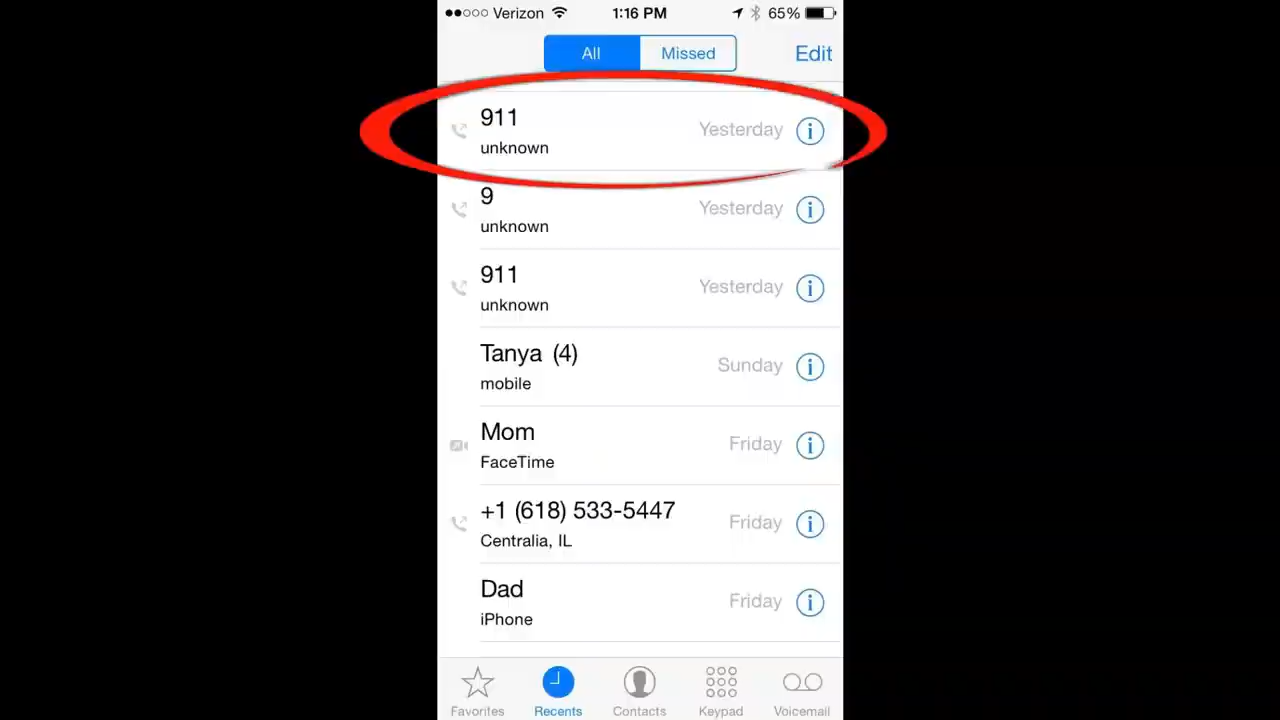 Verizon 1:16 PM 65%
All Missed Edit
911 Yesterday
unknown
9 Yesterday
unknown
911 Yesterday
unknown
Tanya (4) Sunday
mobile
Mom Friday
FaceTime
+1 (618) 533-5447 Friday
Centralia, IL
Dad Friday
iPhone
Favorites Recents Contacts Keypad Voicemail